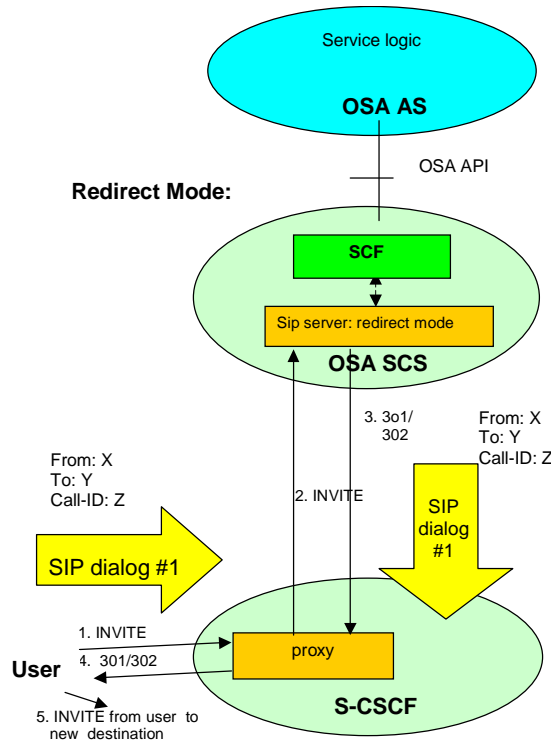 Service logic
OSA AS
OSA API
Redirect Mode:
SCF
Sip server: redirect mode
OSA SCS
3. 3o1/
302
From: X
To: Y
Call-ID: Z
From: X
To: Y
Call-ID: Z
2. INVITE
SIP
dialog
#1
SIP dialog #1
1. INVITE
proxy
4. 301/302
User
S-CSCF
5. INVITE from user to
new destination